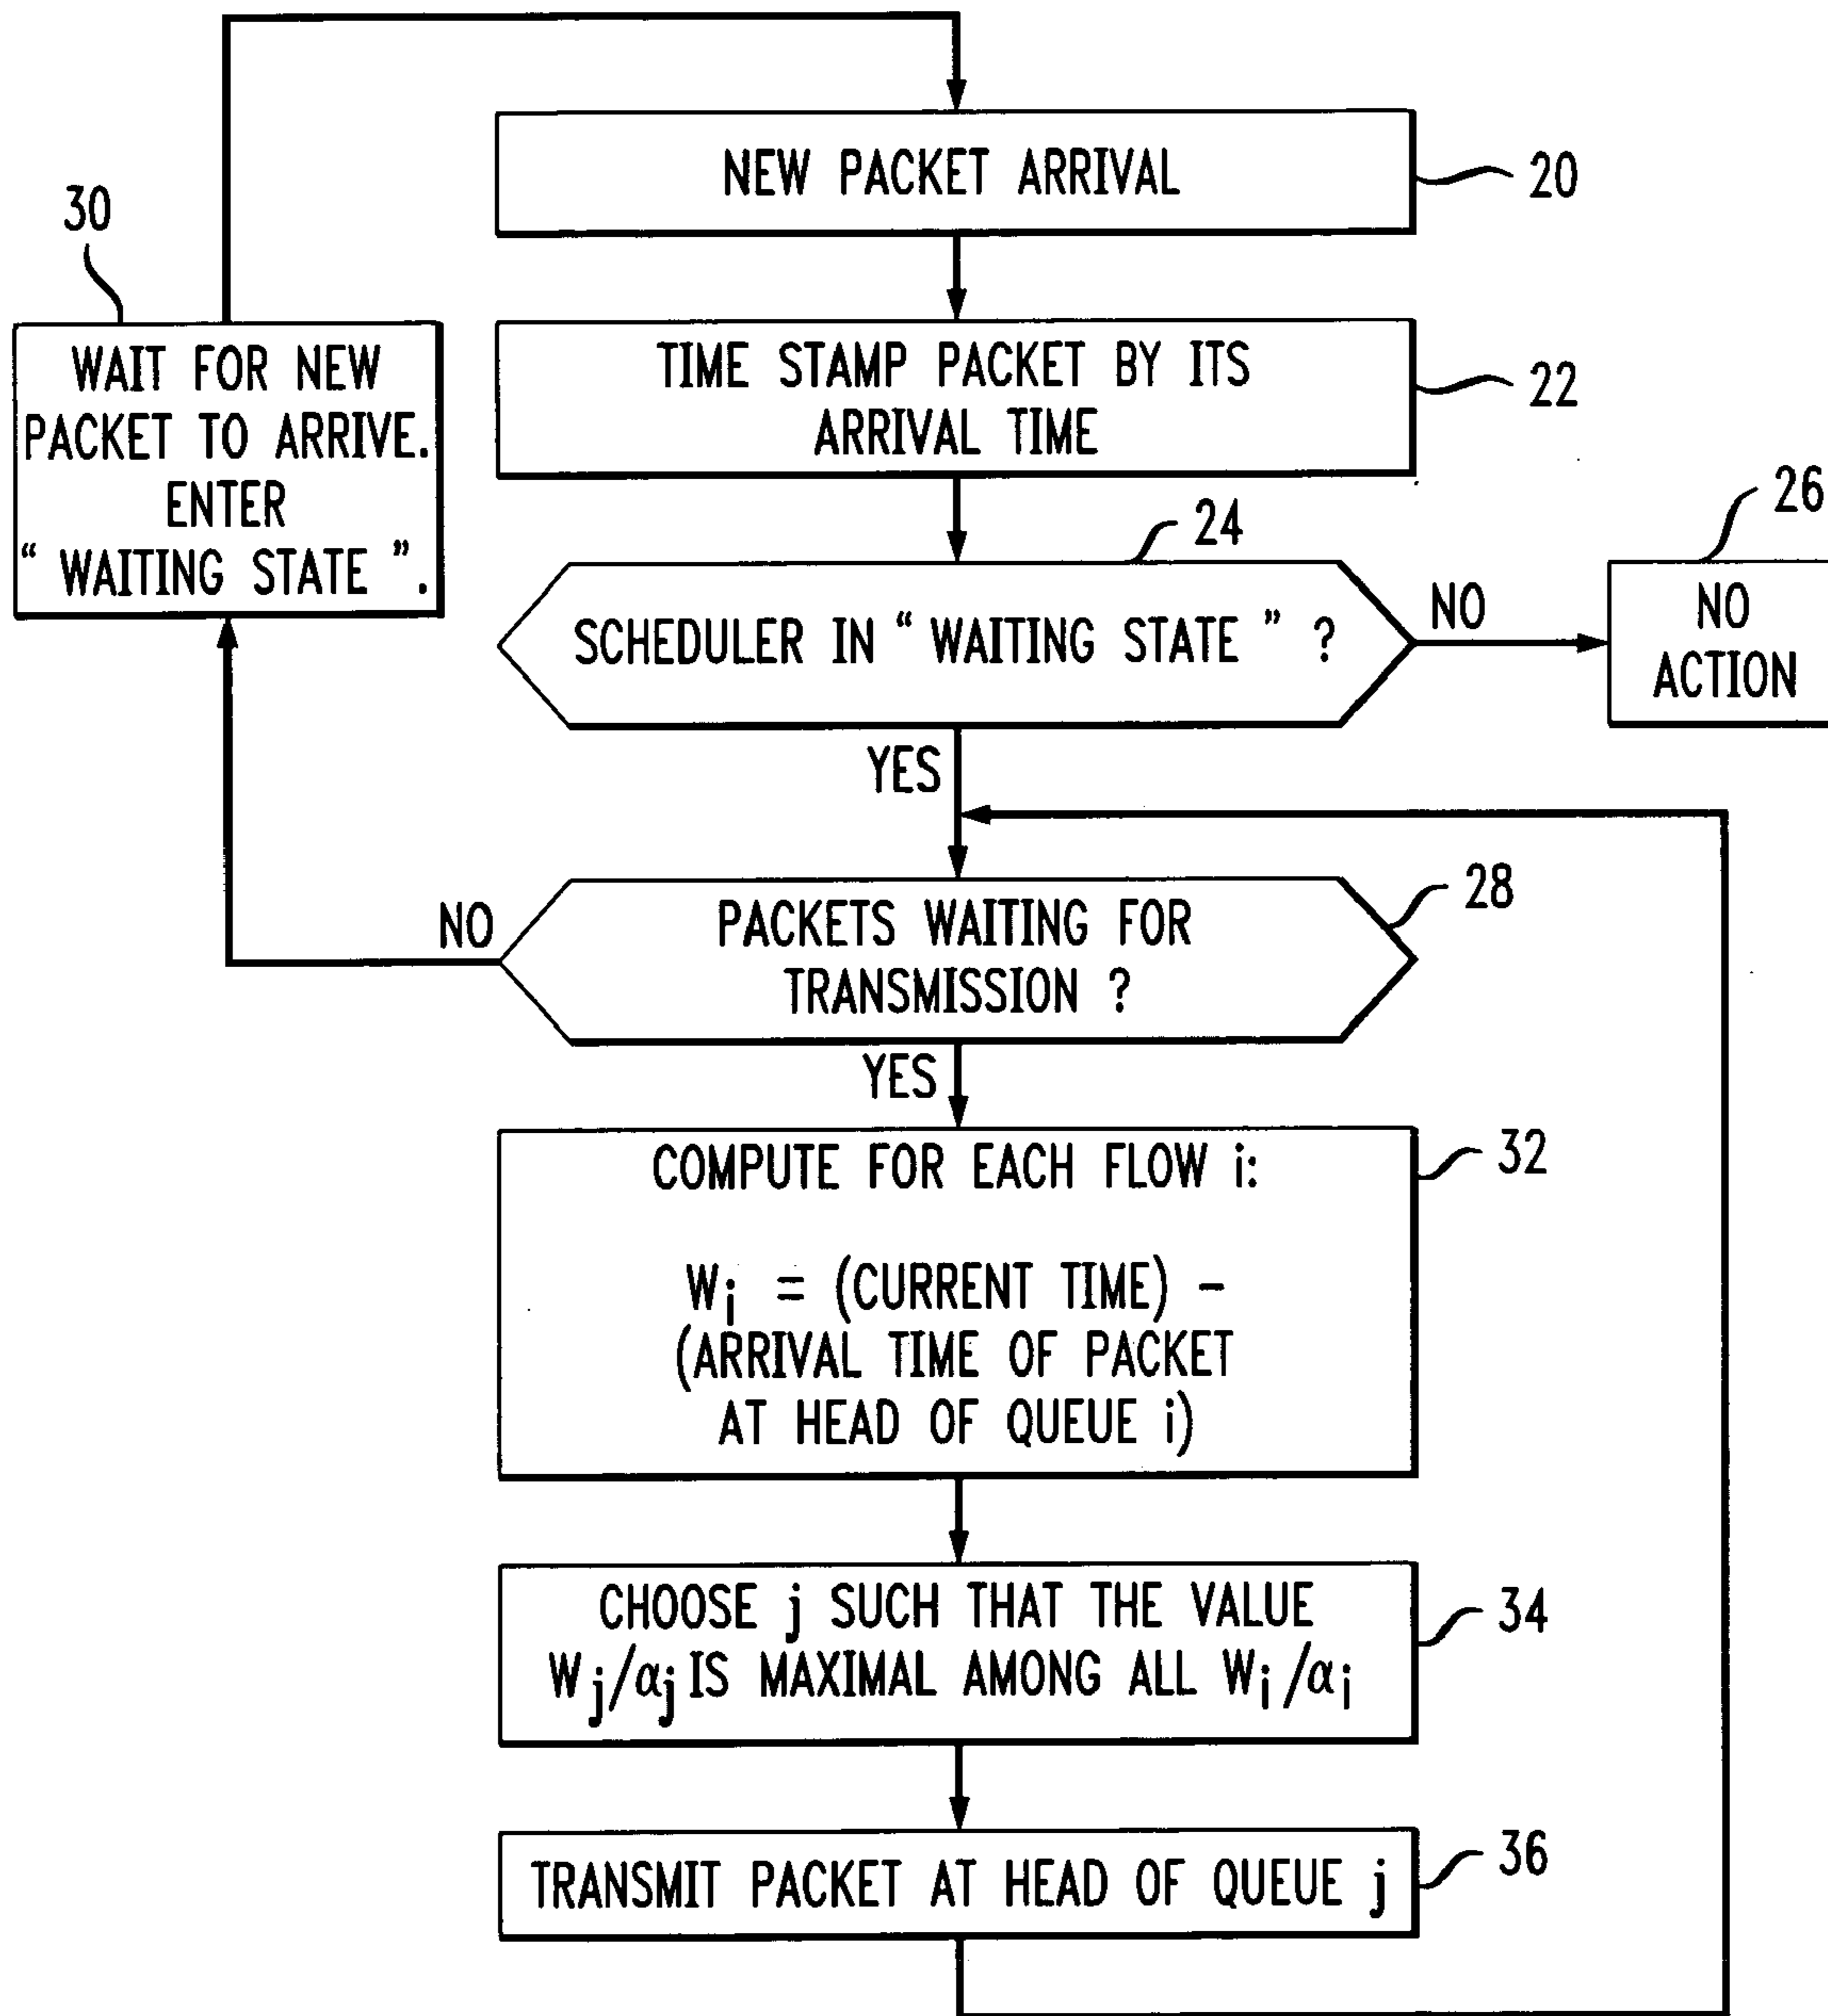 NEW PACKET ARRIVAL
20
30
WAIT FOR NEW
PACKET TO ARRIVE.
ENTER
“ WAITING STATE ”.
TIME STAMP PACKET BY ITS
ARRIVAL TIME
22
24
26
SCHEDULER IN “ WAITING STATE ” ?
NO
NO
ACTION
YES
NO
PACKETS WAITING FOR
TRANSMISSION ?
28
YES
COMPUTE FOR EACH FLOW i:
32
Wi = (CURRENT TIME) –
(ARRIVAL TIME OF PACKET
AT HEAD OF QUEUE i)
CHOOSE j SUCH THAT THE VALUE
Wj/αj IS MAXIMAL AMONG ALL Wi/αi
34
TRANSMIT PACKET AT HEAD OF QUEUE j
36